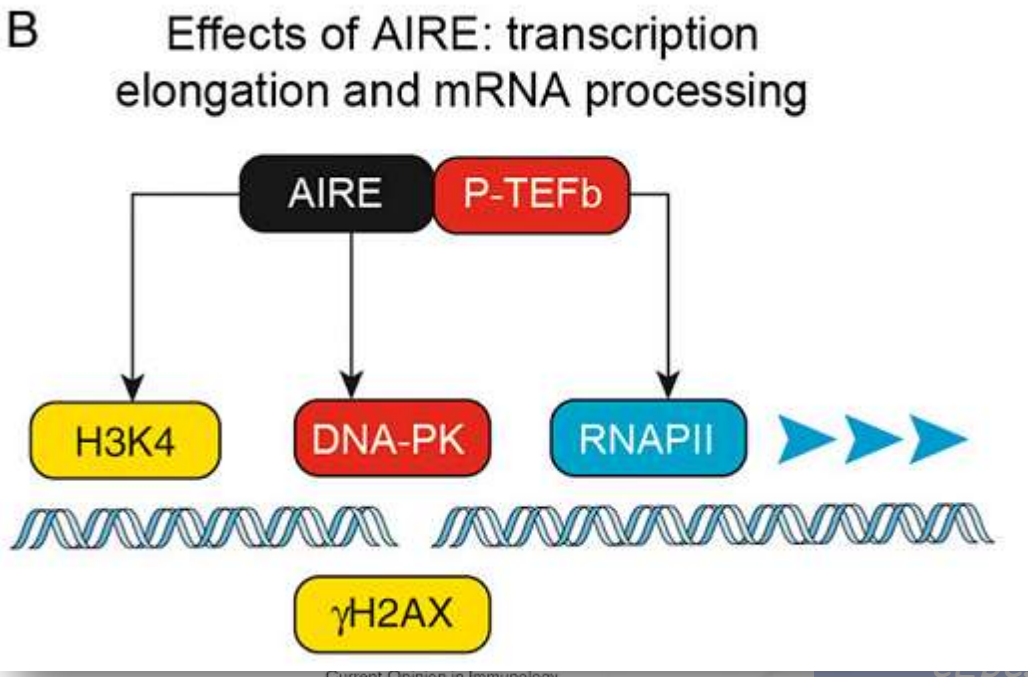 B
Effects of AIRE: transcription
elongation and mRNA processing
AIRE
P-TEFb
H3K4
DNA-PK
RNAPII
γH2AX
Current Opinion in Immunology